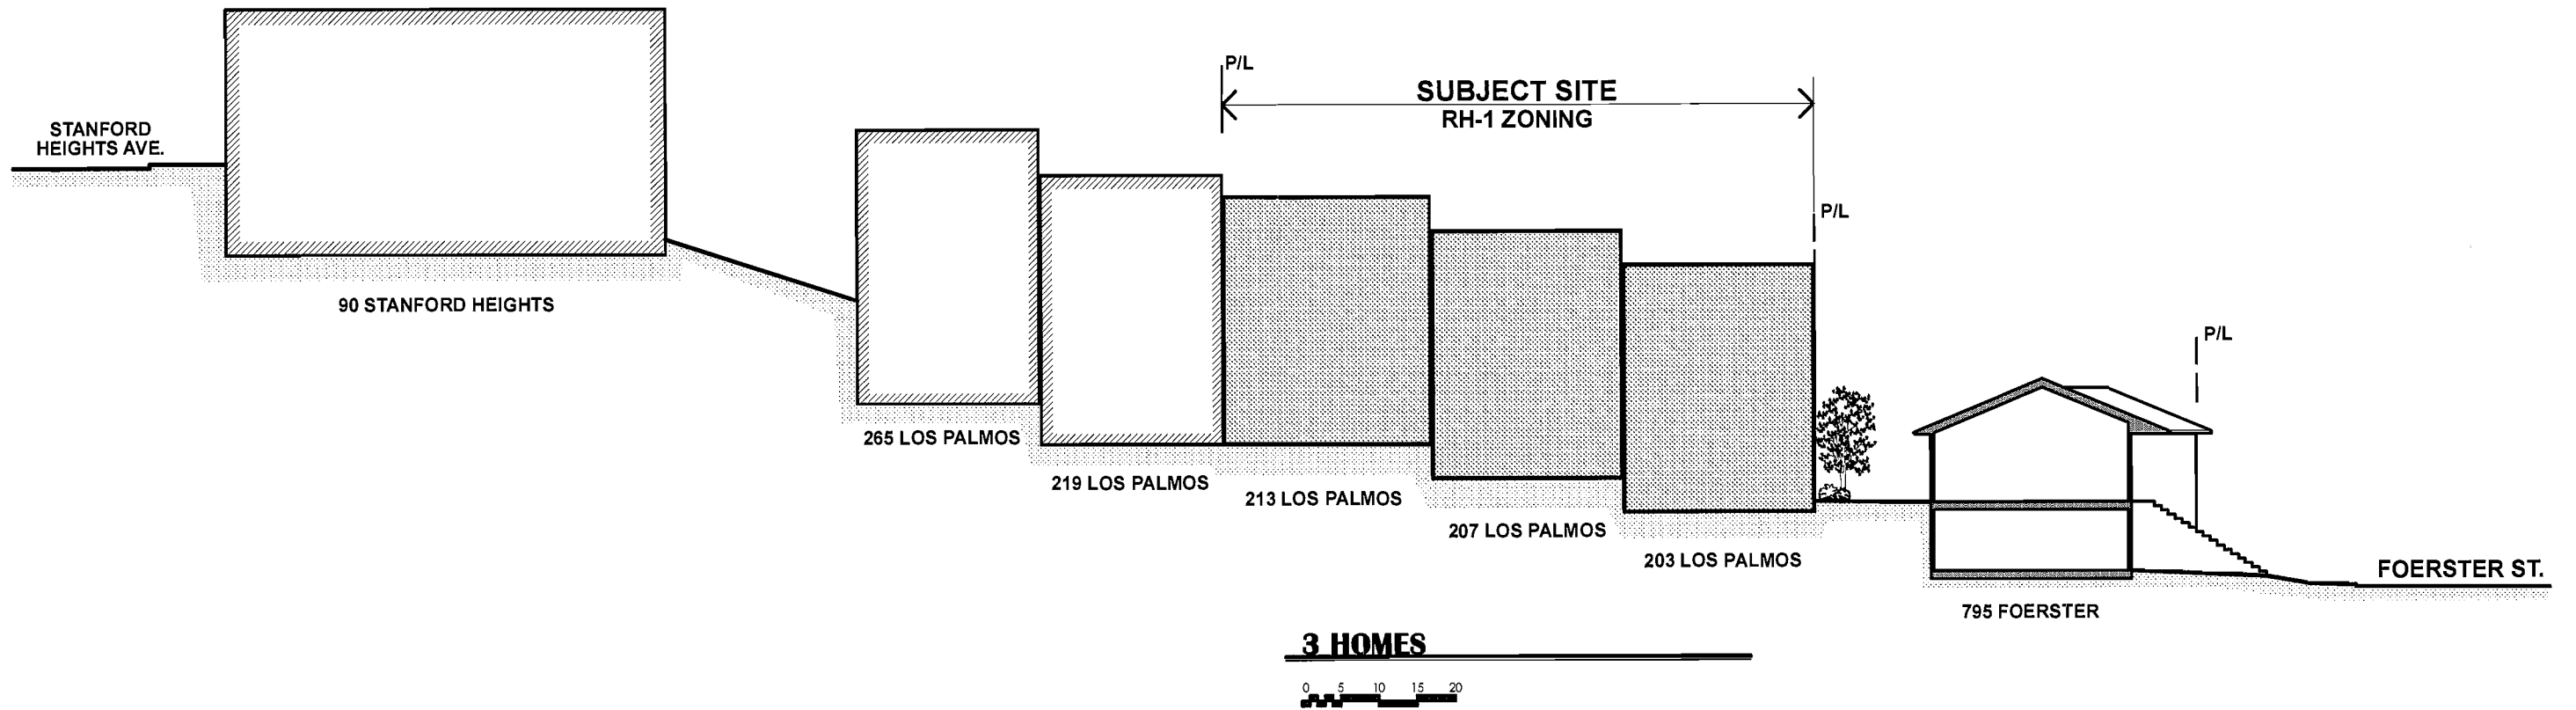 P/L
SUBJECT SITE
RH-1 ZONING
STANFORD
HEIGHTS AVE.
P/L
90 STANFORD HEIGHTS
P/L
265 LOS PALMOS
219 LOS PALMOS
213 LOS PALMOS
207 LOS PALMOS
203 LOS PALMOS
FOERSTER ST.
795 FOERSTER
3 HOMES
0 5 10 15 20